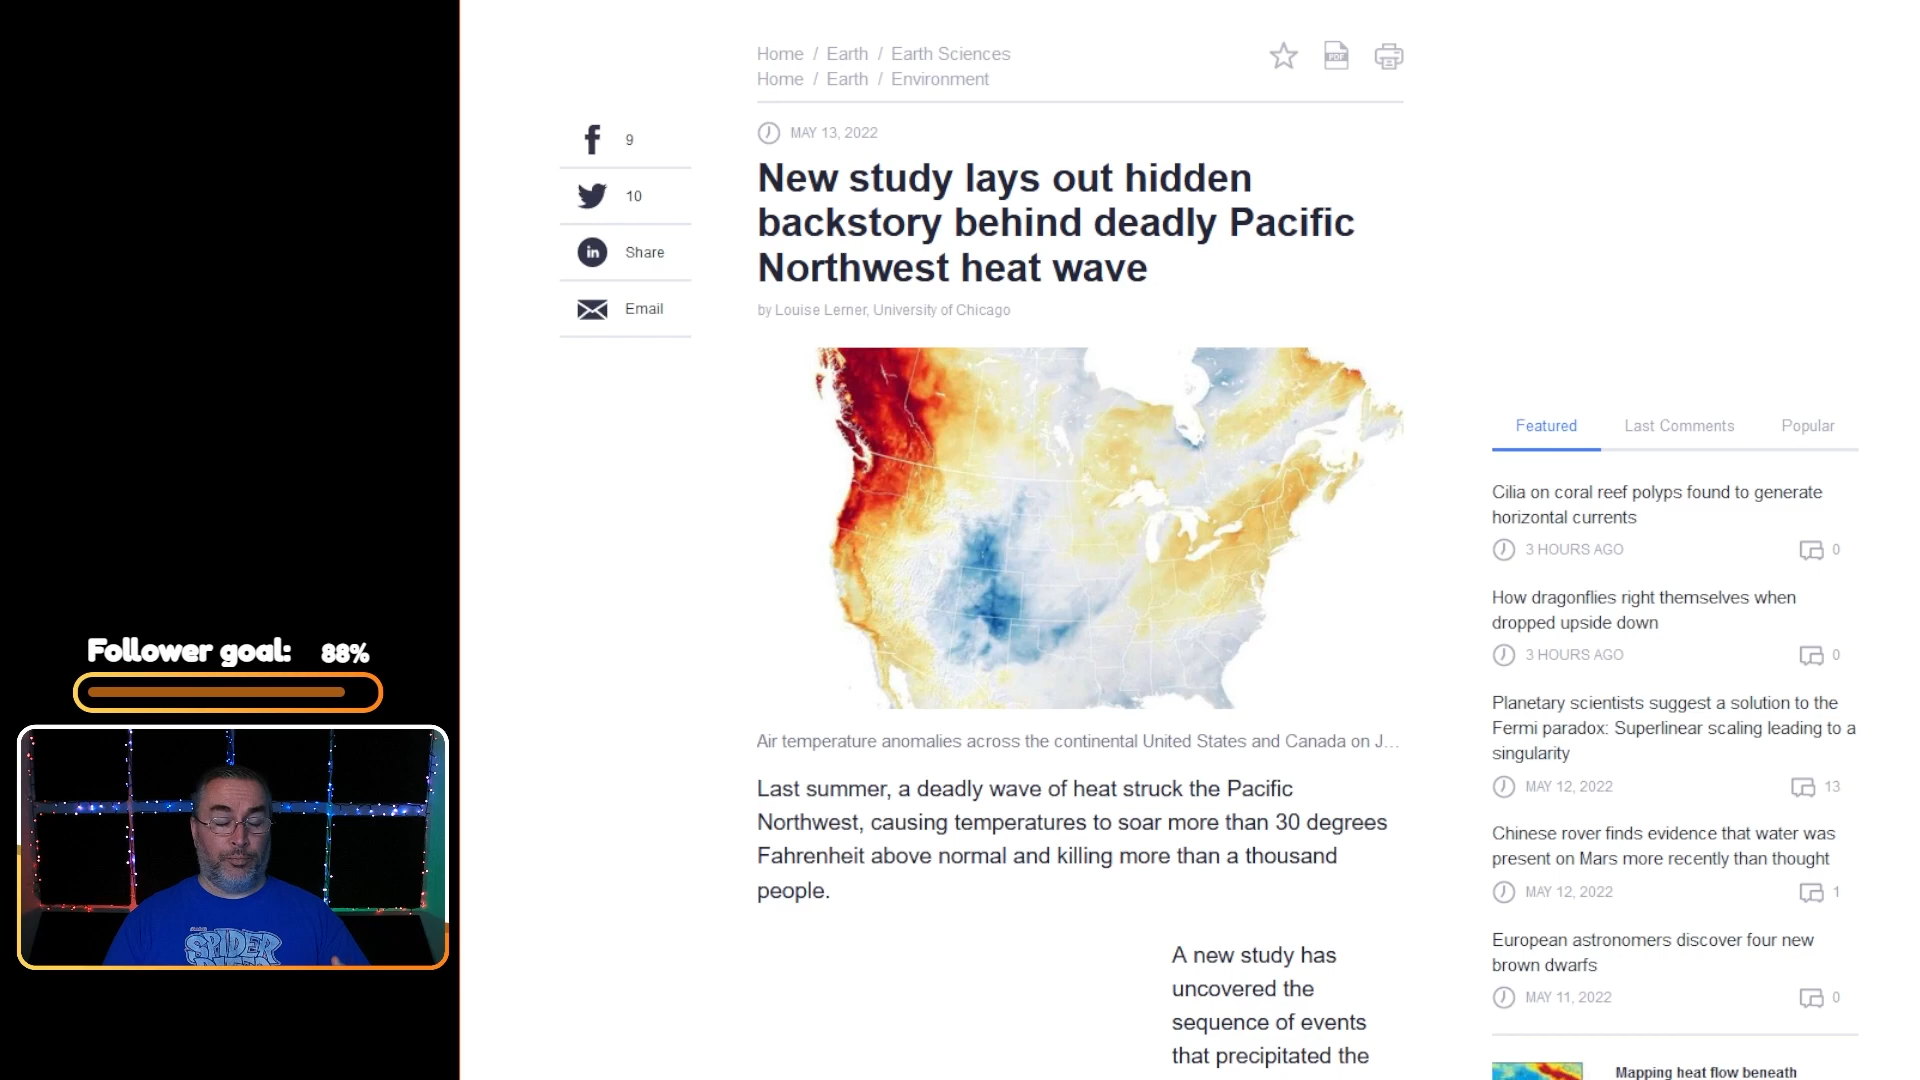 Home / Earth / Earth Sciences
Home / Earth / Environment
PDF
9
10
Share
Email
MAY 13, 2022
New study lays out hidden
backstory behind deadly Pacific
Northwest heat wave
by Louise Lerner, University of Chicago
Air temperature anomalies across the continental United States and Canada on J...
Last summer, a deadly wave of heat struck the Pacific
Northwest, causing temperatures to soar more than 30 degrees
Fahrenheit above normal and killing more than a thousand
people.
A new study has
uncovered the
sequence of events
that precipitated the
Featured Last Comments Popular
Cilia on coral reef polyps found to generate
horizontal currents
3 HOURS AGO 0
How dragonflies right themselves when
dropped upside down
3 HOURS AGO 0
Planetary scientists suggest a solution to the
Fermi paradox: Superlinear scaling leading to a
singularity
MAY 12, 2022 13
Chinese rover finds evidence that water was
present on Mars more recently than thought
MAY 12, 2022 1
European astronomers discover four new
brown dwarfs
MAY 11, 2022 0
Mapping heat flow beneath
Follower goal: 88%
SPIDER